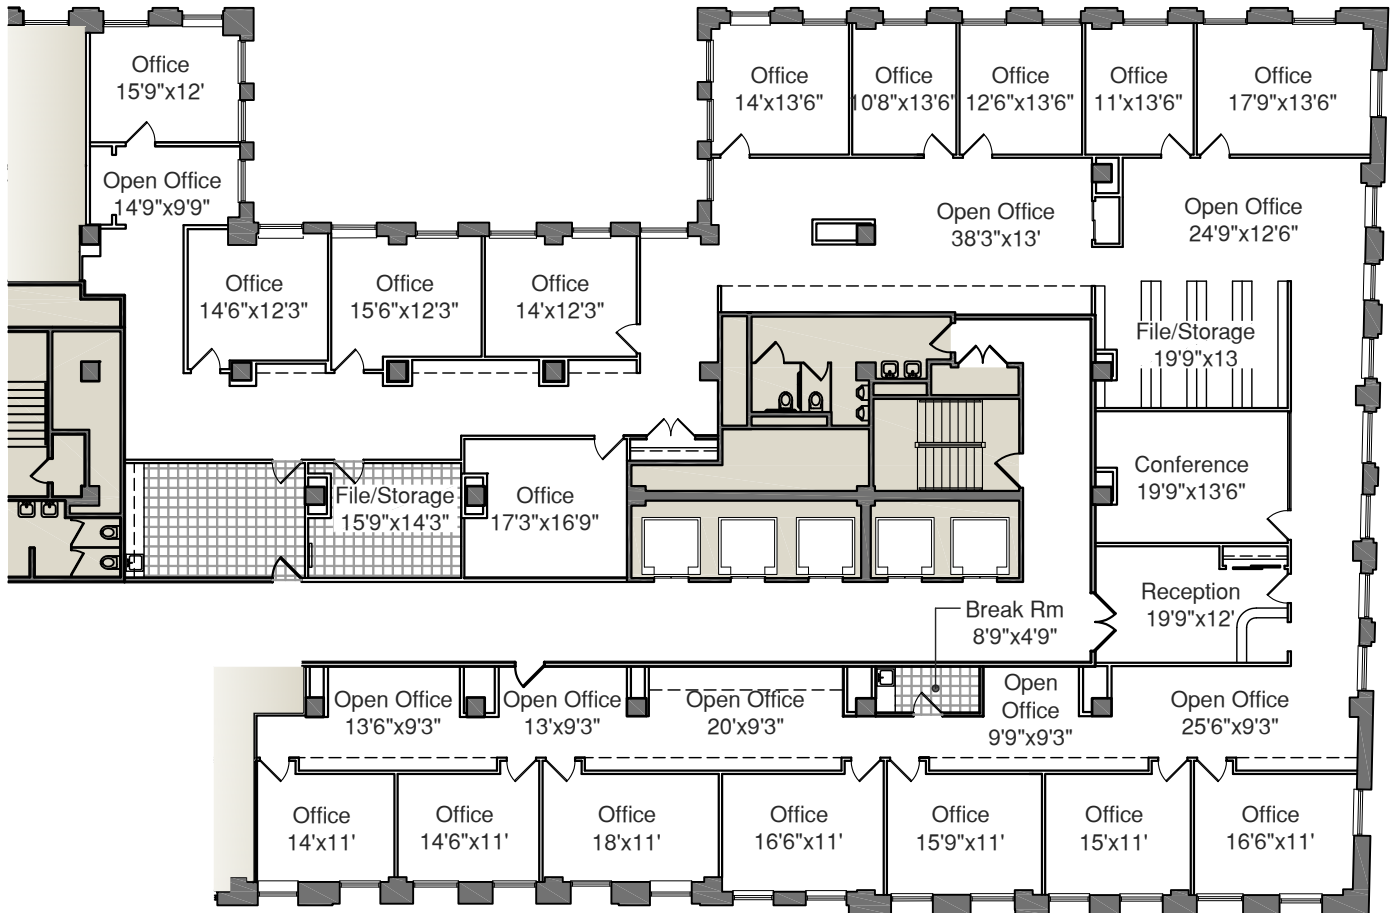 Office
15'9"x12'
Open Office
14'9"x9'9"
Office
14'x13'6"
Office
10'8"x13'6"
Office
12'6"x13'6"
Office
11'x13'6"
Office
17'9"x13'6"
Open Office
38'3"x13'
Open Office
24'9"x12'6"
Office
14'6"x12'3"
Office
15'6"x12'3"
Office
14'x12'3"
File/Storage
19'9"x13
File/Storage
15'9"x14'3"
Office
17'3"x16'9"
Conference
19'9"x13'6"
Reception
19'9"x12'
Break Rm
8'9"x4'9"
Open Office
13'6"x9'3"
Open Office
13'x9'3"
Open Office
20'x9'3"
Open
Office
9'9"x9'3"
Open Office
25'6"x9'3"
Office
14'x11'
Office
14'6"x11'
Office
18'x11'
Office
16'6"x11'
Office
15'9"x11'
Office
15'x11'
Office
16'6"x11'